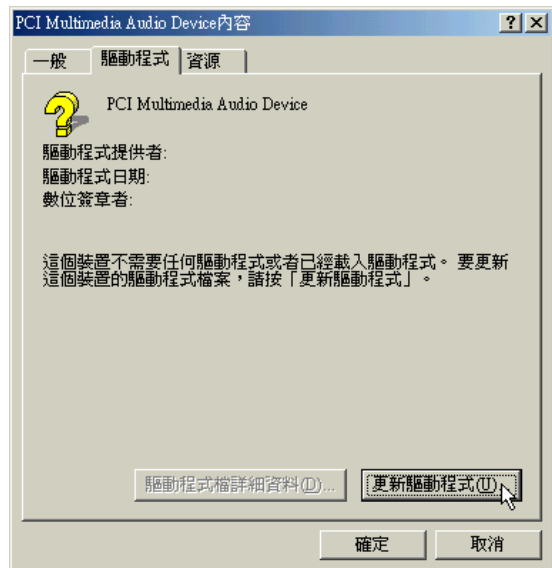 PCI Multimedia Audio Device內容
一般 驅動程式 資源
PCI Multimedia Audio Device
驅動程式提供者:
驅動程式日期:
數位簽章者:
這個裝置不需要任何驅動程式或者已經載入驅動程式。 要更新
這個裝置的驅動程式檔案，請按「更新驅動程式」。
驅動程式檔詳細資料(D)... 更新驅動程式(U)...
確定 取消